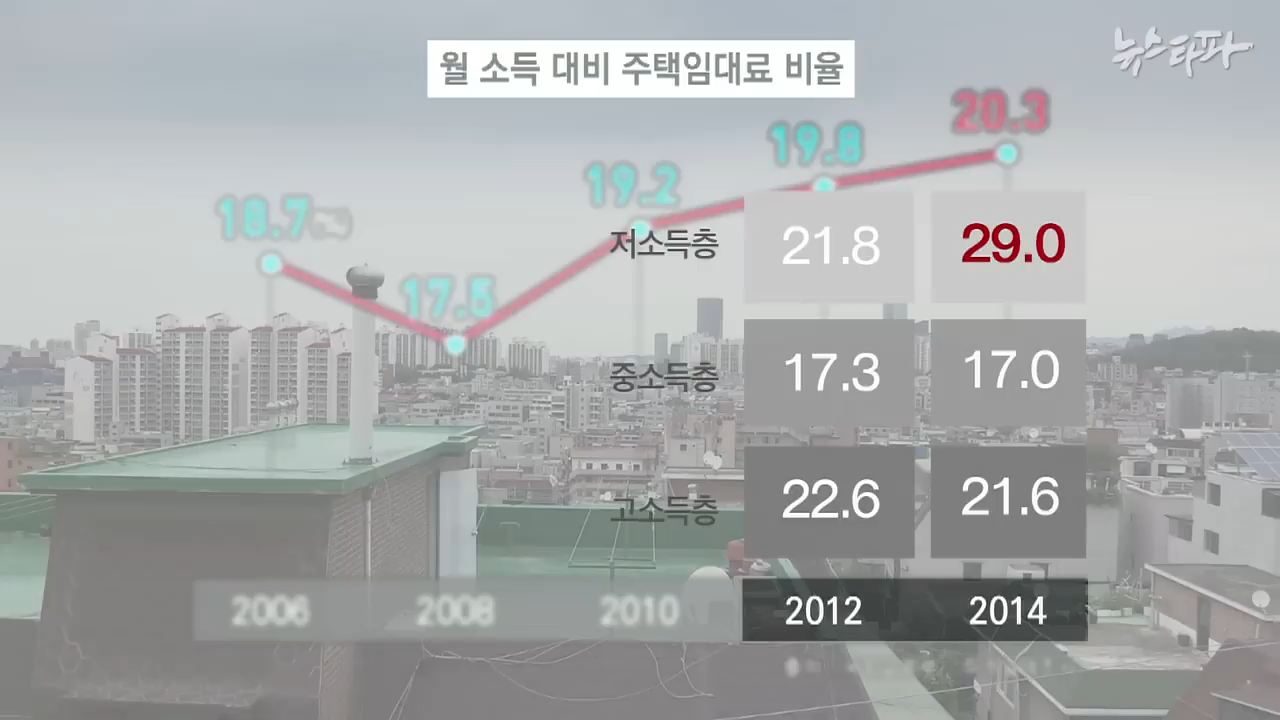 뉴스타파
월 소득 대비 주택임대료 비율
18.7(%)
17.5
19.2
19.8
20.3
저소득층 21.8 29.0
중소득층 17.3 17.0
고소득층 22.6 21.6
2006 2008 2010 2012 2014